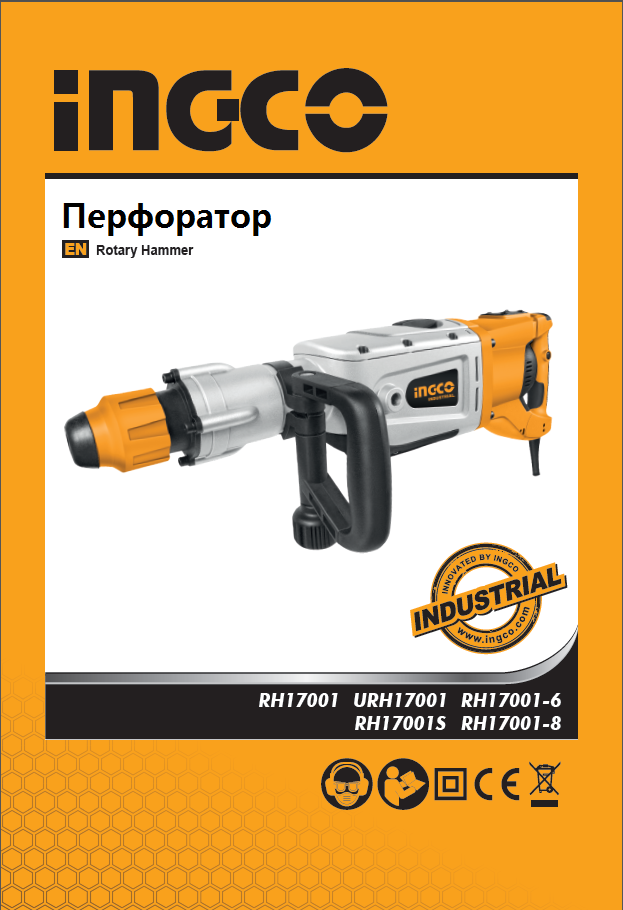 INGCO
Перфоратор
EN Rotary Hammer
INGCO
INDUSTRIAL
INNOVATED BY INGCO
INDUSTRIAL
www.ingco.com
RH17001 URH17001 RH17001-6
RH17001S RH17001-8
CE